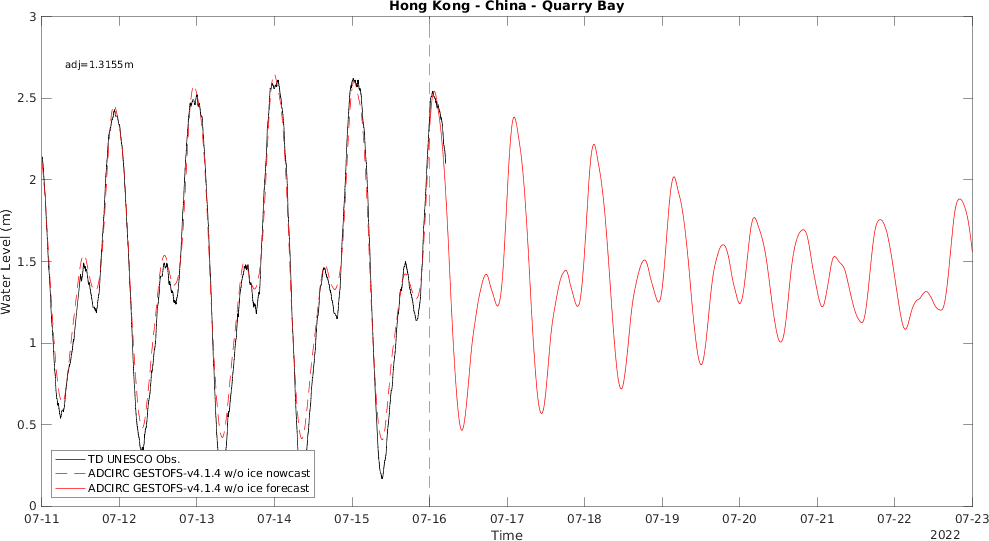 Hong Kong - China - Quarry Bay
3
adj=1.3155m
2.5
2
1.5
1
0.5
0
Water Level (m)
TD UNESCO Obs.
ADCIRC GESTOFS-v4.1.4 w/o ice nowcast
ADCIRC GESTOFS-v4.1.4 w/o ice forecast
07-11 07-12 07-13 07-14 07-15 07-16 07-17 07-18 07-19 07-20 07-21 07-22 07-23
Time
2022